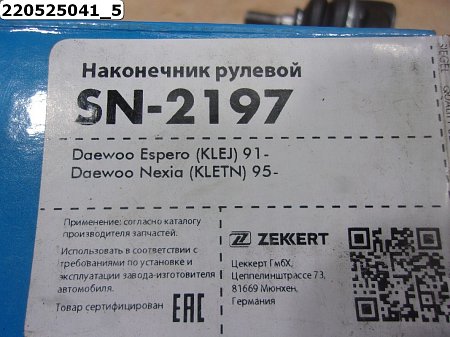 220525041_5
Наконечник рулевой
SN-2197
Daewoo Espero (KLEJ) 91-
Daewoo Nexia (KLETN) 95-
Применение: согласно каталогу
производителя запчастей.
Использовать в соответствии с
требованиями по установке и
эксплуатации завода-изготовителя
автомобиля.
Товар сертифицирован
EAC
ZEKKERT
Цеккерт ГмбХ,
Цеппелинштрассе 73,
81669 Мюнхен,
Германия